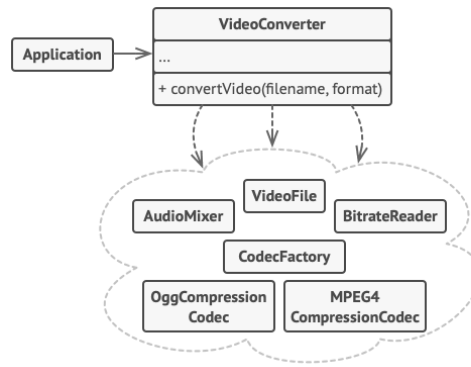 VideoConverter
Application
...
+ convertVideo(filename, format)
VideoFile
AudioMixer
BitrateReader
CodecFactory
OggCompression
Codec
MPEG4
CompressionCodec